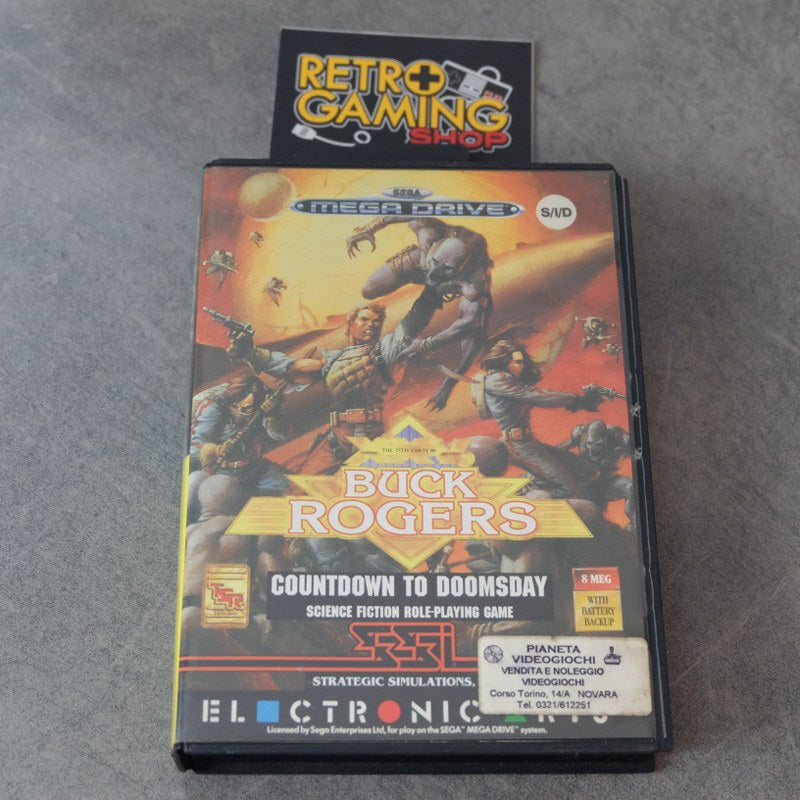 RETRO
GAMING
SHOP
SEGA
MEGA DRIVE
S/I/D
THE 25TH CENTURY
BUCK
ROGERS
TSR
COUNTDOWN TO DOOMSDAY
SCIENCE FICTION ROLE-PLAYING GAME
8 MEG
WITH
BATTERY
BACKUP
SSI
STRATEGIC SIMULATIONS,
PIANETA
VIDEOGIOCHI
VENDITA E NOLEGGIO
VIDEOGIOCHI
Corso Torino, 14/A NOVARA
Tel. 0321/612251
ELECTRONIC ARTS
Licensed by Sega Enterprises Ltd, for play on the SEGA™ MEGA DRIVE™ system.